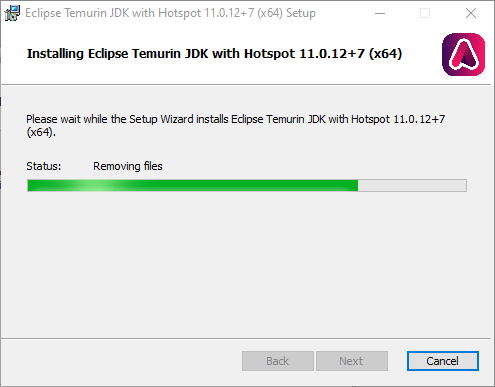 Eclipse Temurin JDK with Hotspot 11.0.12+7 (x64) Setup
Installing Eclipse Temurin JDK with Hotspot 11.0.12+7 (x64)
Please wait while the Setup Wizard installs Eclipse Temurin JDK with Hotspot 11.0.12+7
(x64).
Status: Removing files
Back Next Cancel